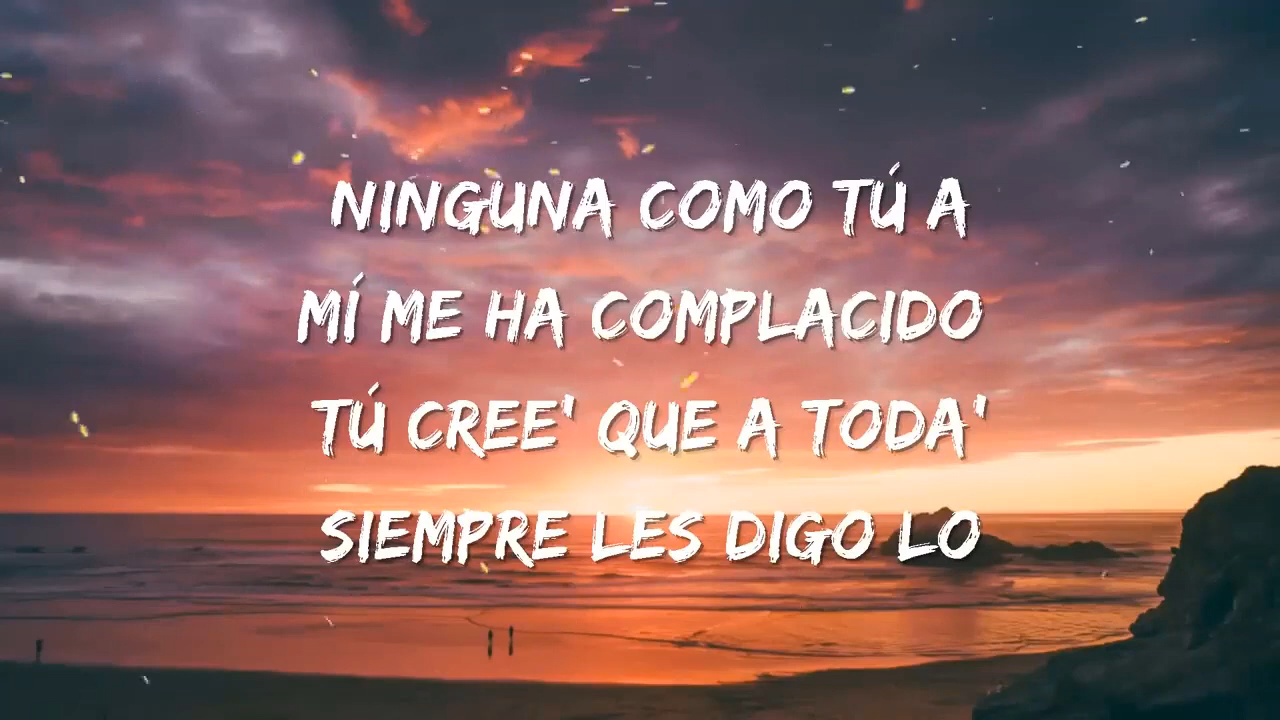 NINGUNA COMO TÚ A
MÍ ME HA COMPLACIDO
TÚ CREE' QUE A TODA'
SIEMPRE LES DIGO LO